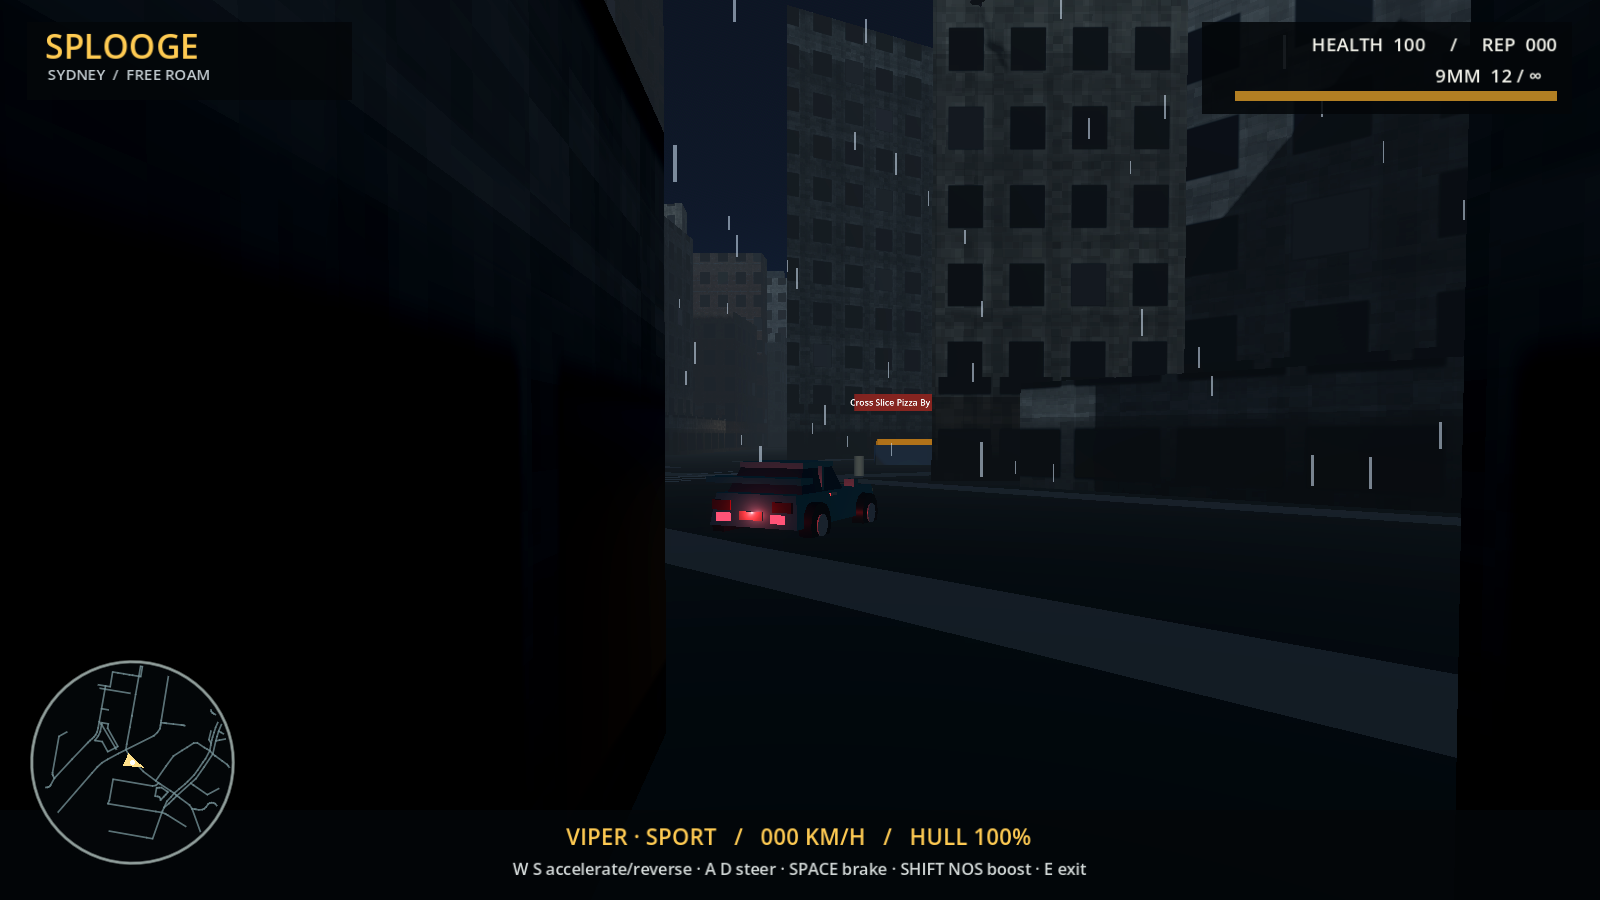 SPLOOGE
SYDNEY / FREE ROAM
HEALTH 100 / REP 000
9MM 12 / ∞
Cross Slice Pizza By
VIPER · SPORT / 000 KM/H / HULL 100%
W S accelerate/reverse · A D steer · SPACE brake · SHIFT NOS boost · E exit